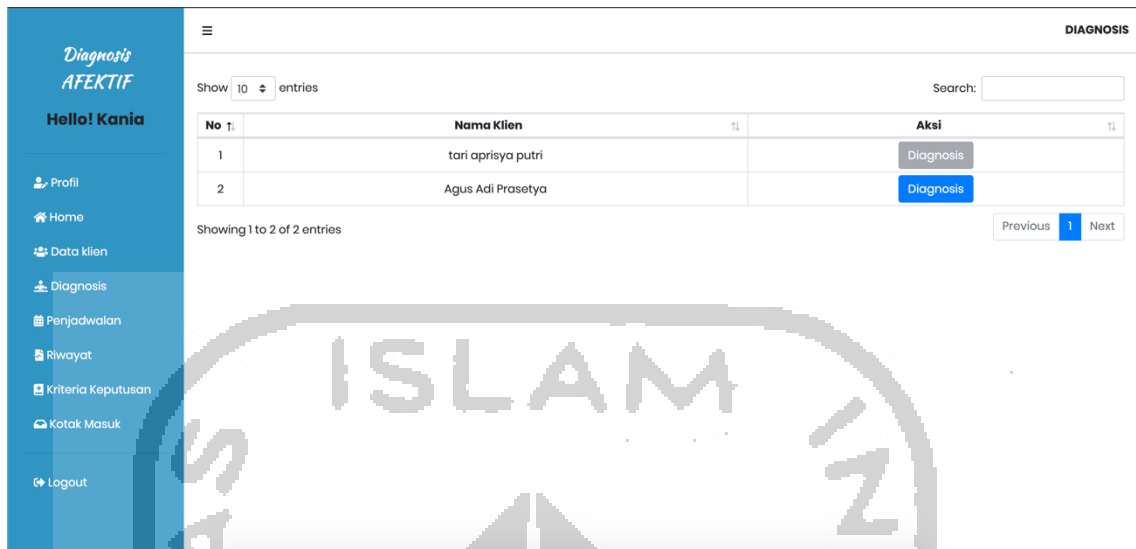 Diagnosis
AFEKTIF
Hello! Kania
Profil
Home
Data klien
Diagnosis
Penjadwalan
Riwayat
Kriteria Keputusan
Kotak Masuk
Logout
DIAGNOSIS
Show 10 entries
Search:
No Nama Klien Aksi
1 tari aprisya putri Diagnosis
2 Agus Adi Prasetya Diagnosis
Showing 1 to 2 of 2 entries
Previous 1 Next
ISLAM